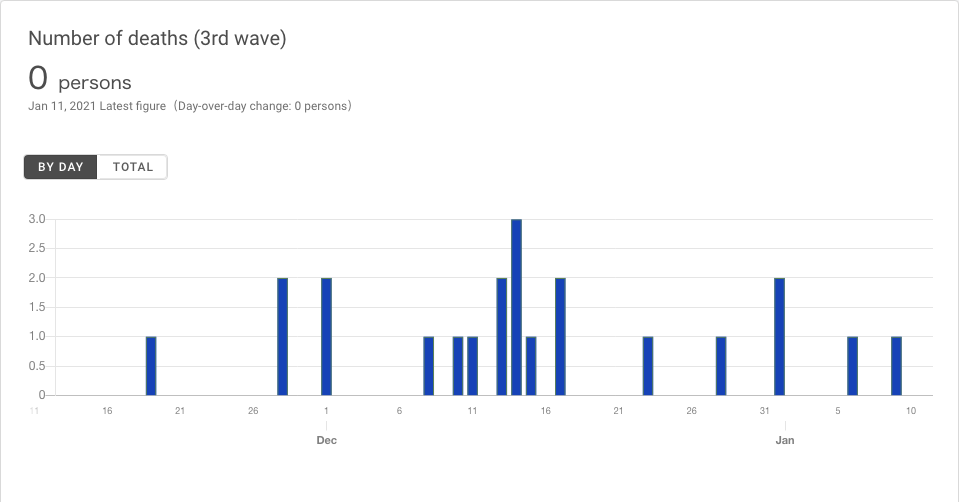 Number of deaths (3rd wave)
0 persons
Jan 11, 2021 Latest figure（Day-over-day change: 0 persons）
BY DAY TOTAL
3.0
2.5
2.0
1.5
1.0
0.5
0
11 16 21 26 1 6 11 16 21 26 31 5 10
Dec Jan